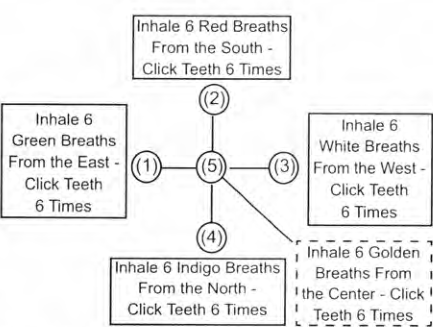 Inhale 6 Red Breaths
From the South -
Click Teeth 6 Times
(2)
Inhale 6
Green Breaths
From the East -
Click Teeth
6 Times
(1)
(5)
(3)
Inhale 6
White Breaths
From the West -
Click Teeth
6 Times
(4)
Inhale 6 Indigo Breaths
From the North -
Click Teeth 6 Times
Inhale 6 Golden
Breaths From
the Center - Click
Teeth 6 Times